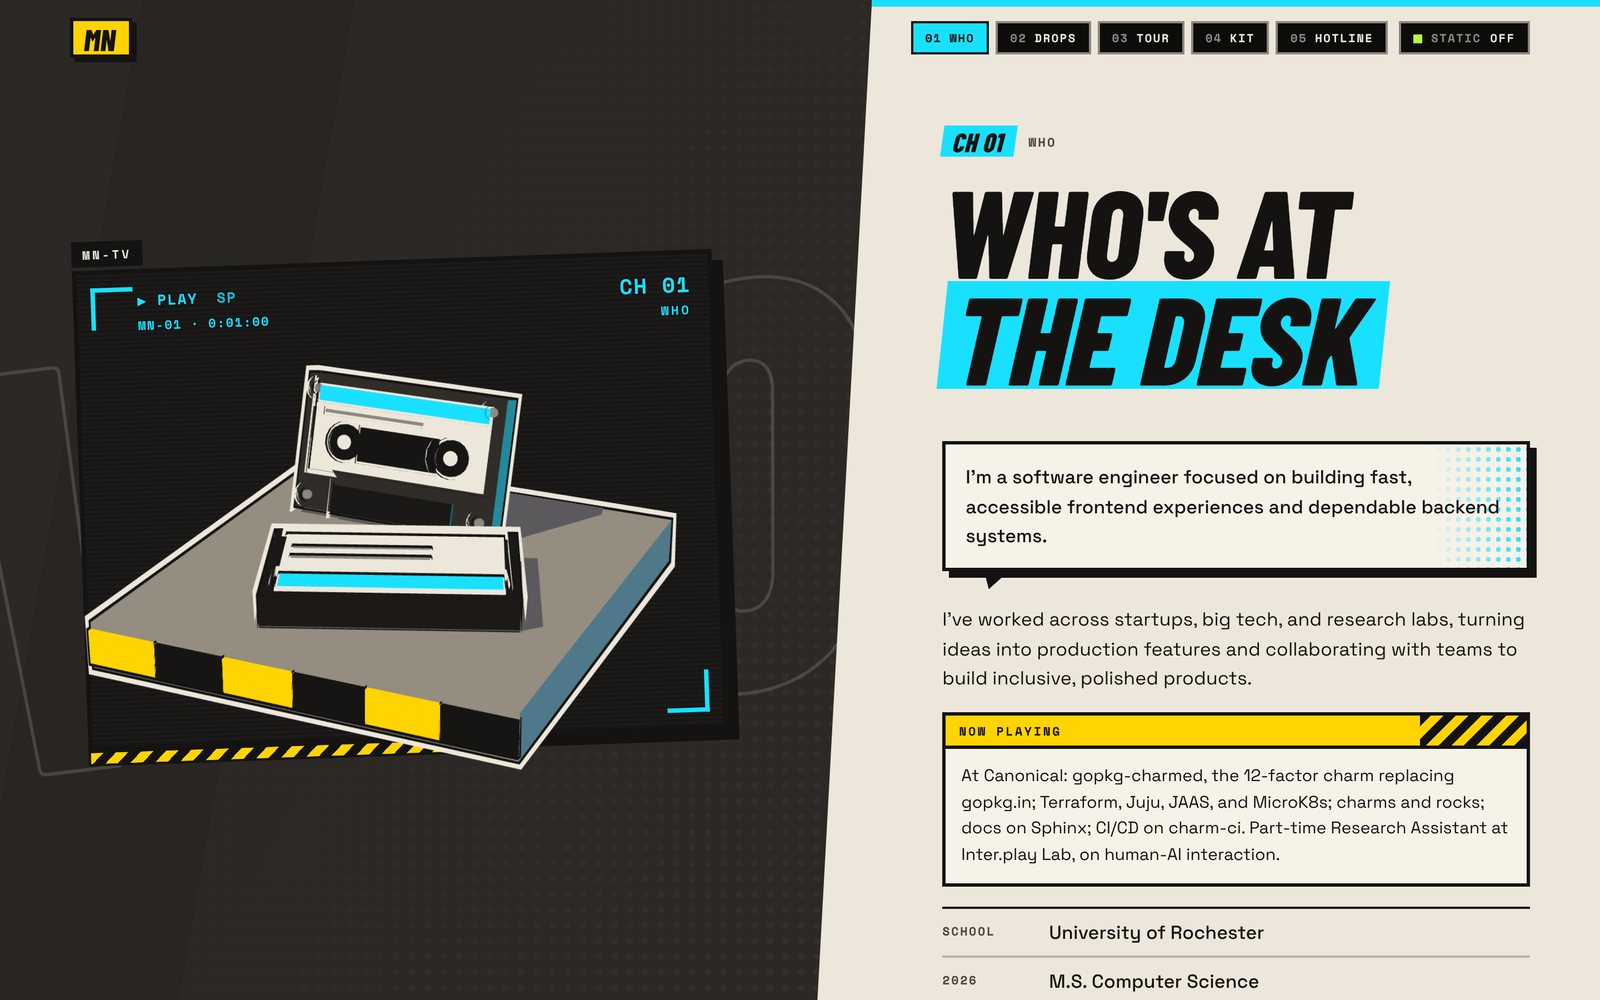 MN
01 WHO
02 DROPS
03 TOUR
04 KIT
05 HOTLINE
STATIC OFF
MN-TV
▶ PLAY SP
MN-01 · 0:01:00
CH 01
WHO
CH 01 WHO
WHO'S AT
THE DESK
I'm a software engineer focused on building fast,
accessible frontend experiences and dependable backend
systems.
I've worked across startups, big tech, and research labs, turning
ideas into production features and collaborating with teams to
build inclusive, polished products.
NOW PLAYING
At Canonical: gopkg-charmed, the 12-factor charm replacing
gopkg.in; Terraform, Juju, JAAS, and MicroK8s; charms and rocks;
docs on Sphinx; CI/CD on charm-ci. Part-time Research Assistant at
Inter.play Lab, on human-AI interaction.
SCHOOL University of Rochester
2026 M.S. Computer Science